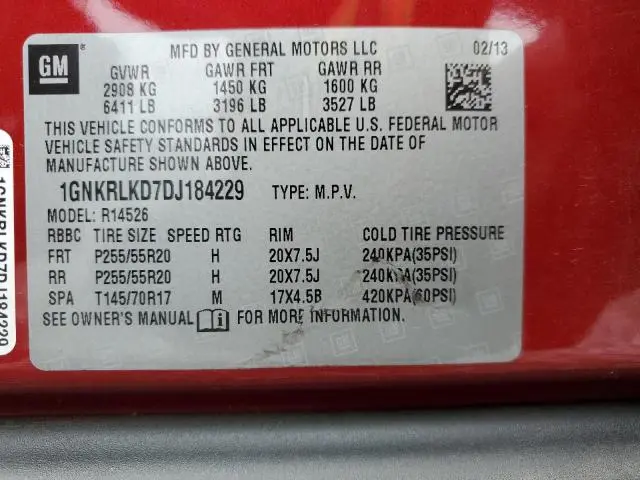 GM
MFD BY GENERAL MOTORS LLC 02/13
GVWR GAWR FRT GAWR RR
2908 KG 1450 KG 1600 KG
6411 LB 3196 LB 3527 LB
THIS VEHICLE CONFORMS TO ALL APPLICABLE U.S. FEDERAL MOTOR
VEHICLE SAFETY STANDARDS IN EFFECT ON THE DATE OF
MANUFACTURE SHOWN ABOVE.
1GNKRLKD7DJ184229 TYPE: M.P.V.
MODEL: R14526
RBBC TIRE SIZE SPEED RTG RIM COLD TIRE PRESSURE
FRT P255/55R20 H 20X7.5J 240KPA(35PSI)
RR P255/55R20 H 20X7.5J 240KPA(35PSI)
SPA T145/70R17 M 17X4.5B 420KPA(60PSI)
SEE OWNER'S MANUAL FOR MORE INFORMATION.
1GNKRLKD7DJ184229